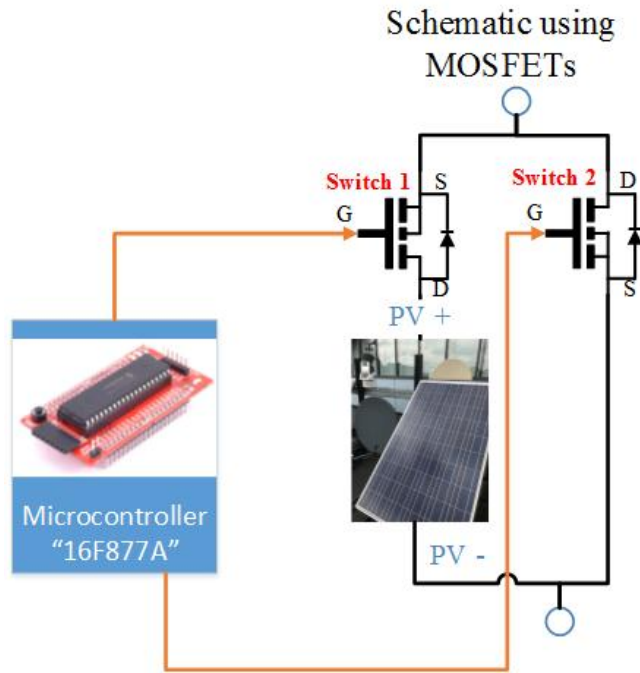 Schematic using
MOSFETs
Switch 1
S
G
D
Switch 2
D
G
S
PV +
PV -
Microcontroller
“16F877A”